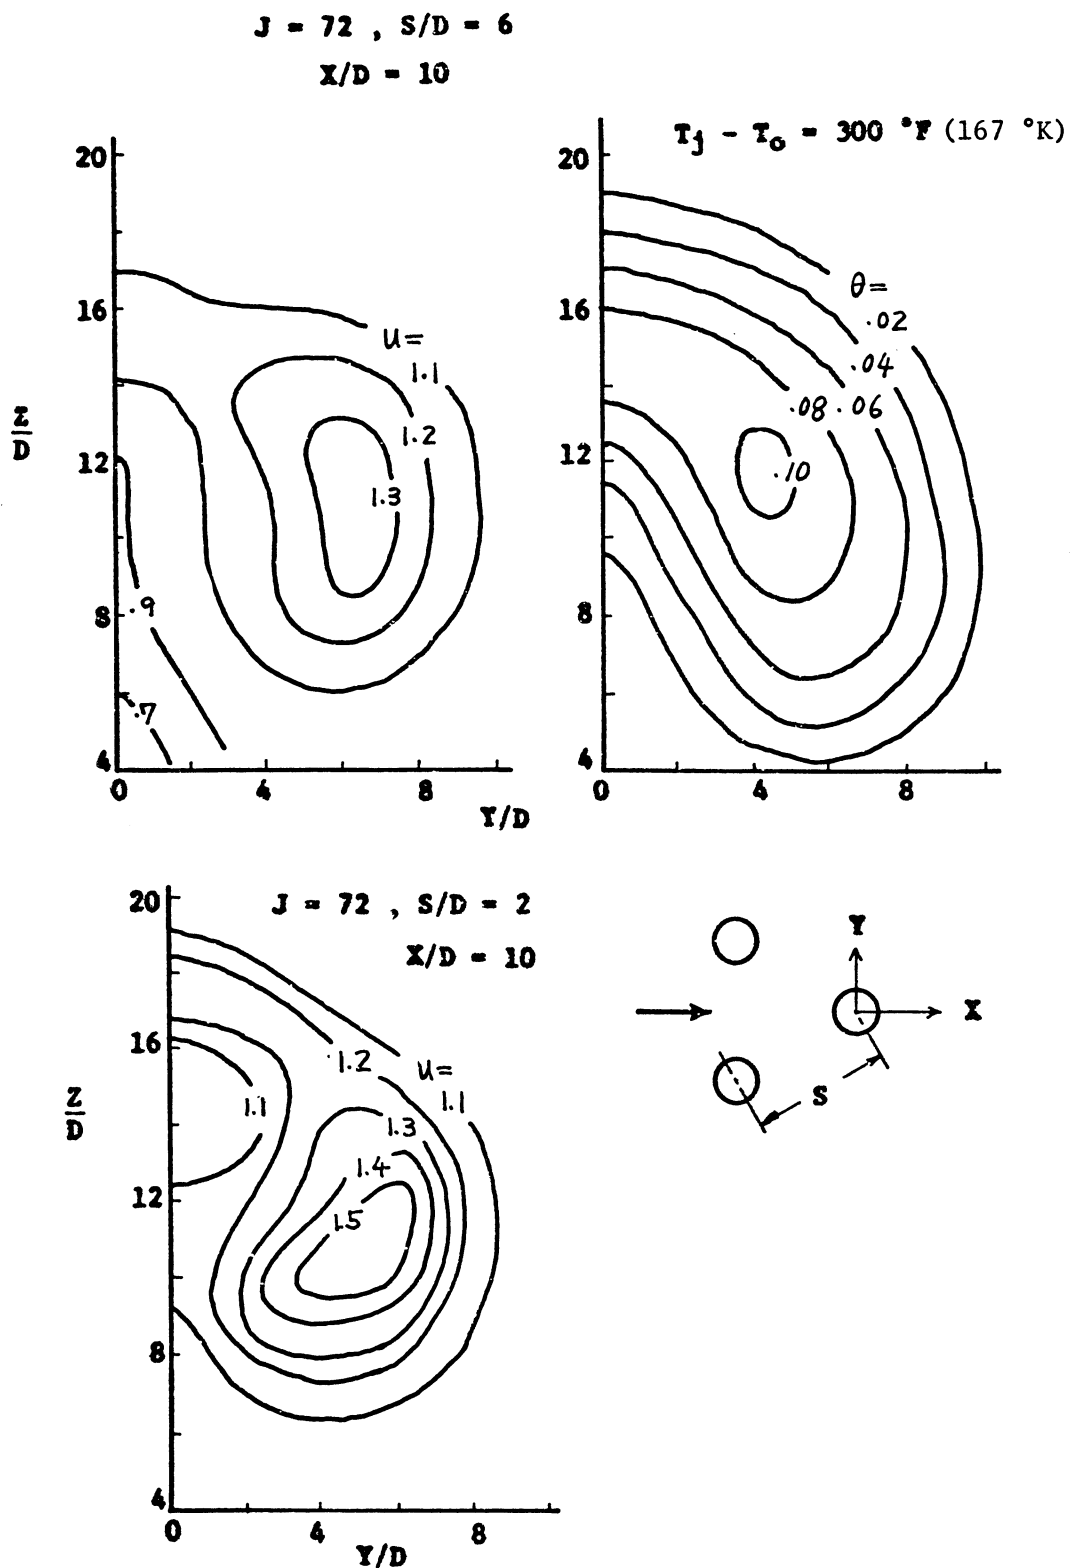 J = 72 , S/D = 6
X/D = 10
Tj - To = 300 °F (167 °K)
20
16
12
8
4
0
4
8
Z/D
Y/D
U=
1.1
1.2
1.3
.9
.7
20
16
12
8
4
0
4
8
θ=
.02
.04
.08
.06
.10
J = 72 , S/D = 2
X/D = 10
20
16
12
8
4
0
4
8
Z/D
Y/D
1.2
U=
1.1
1.1
1.3
1.4
1.5
Y
X
S